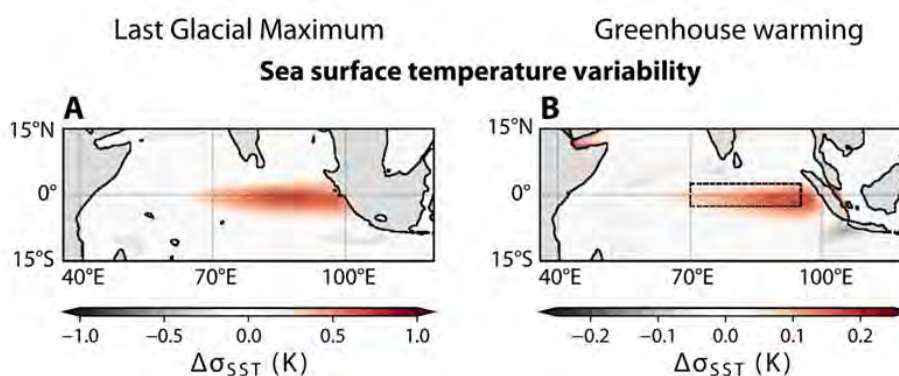 Last Glacial Maximum Greenhouse warming
Sea surface temperature variability
A B
15°N 15°N
0° 0°
15°S 15°S
40°E 70°E 100°E 40°E 70°E 100°E
−1.0 −0.5 0.0 0.5 1.0 −0.2 −0.1 0.0 0.1 0.2
ΔσSST (K) ΔσSST (K)